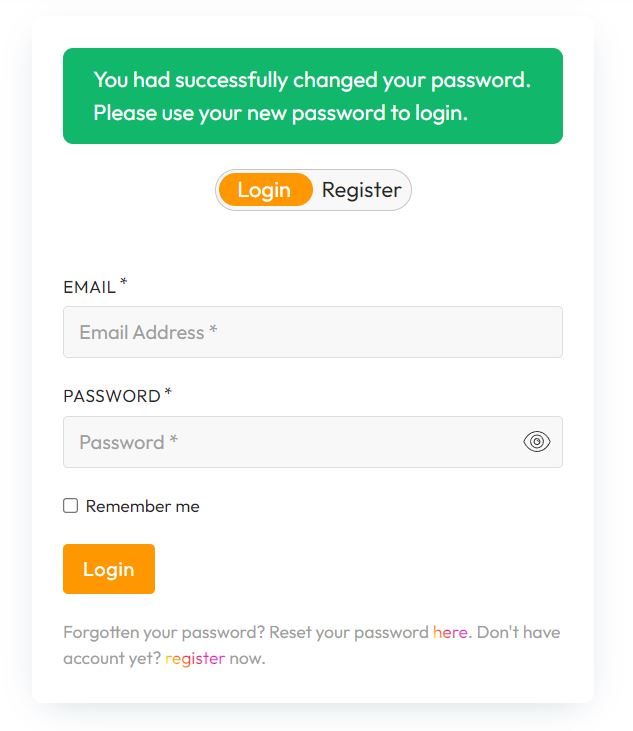 You had successfully changed your password.
Please use your new password to login.
Login Register
EMAIL *
Email Address *
PASSWORD *
Password *
Remember me
Login
Forgotten your password? Reset your password here. Don't have
account yet? register now.